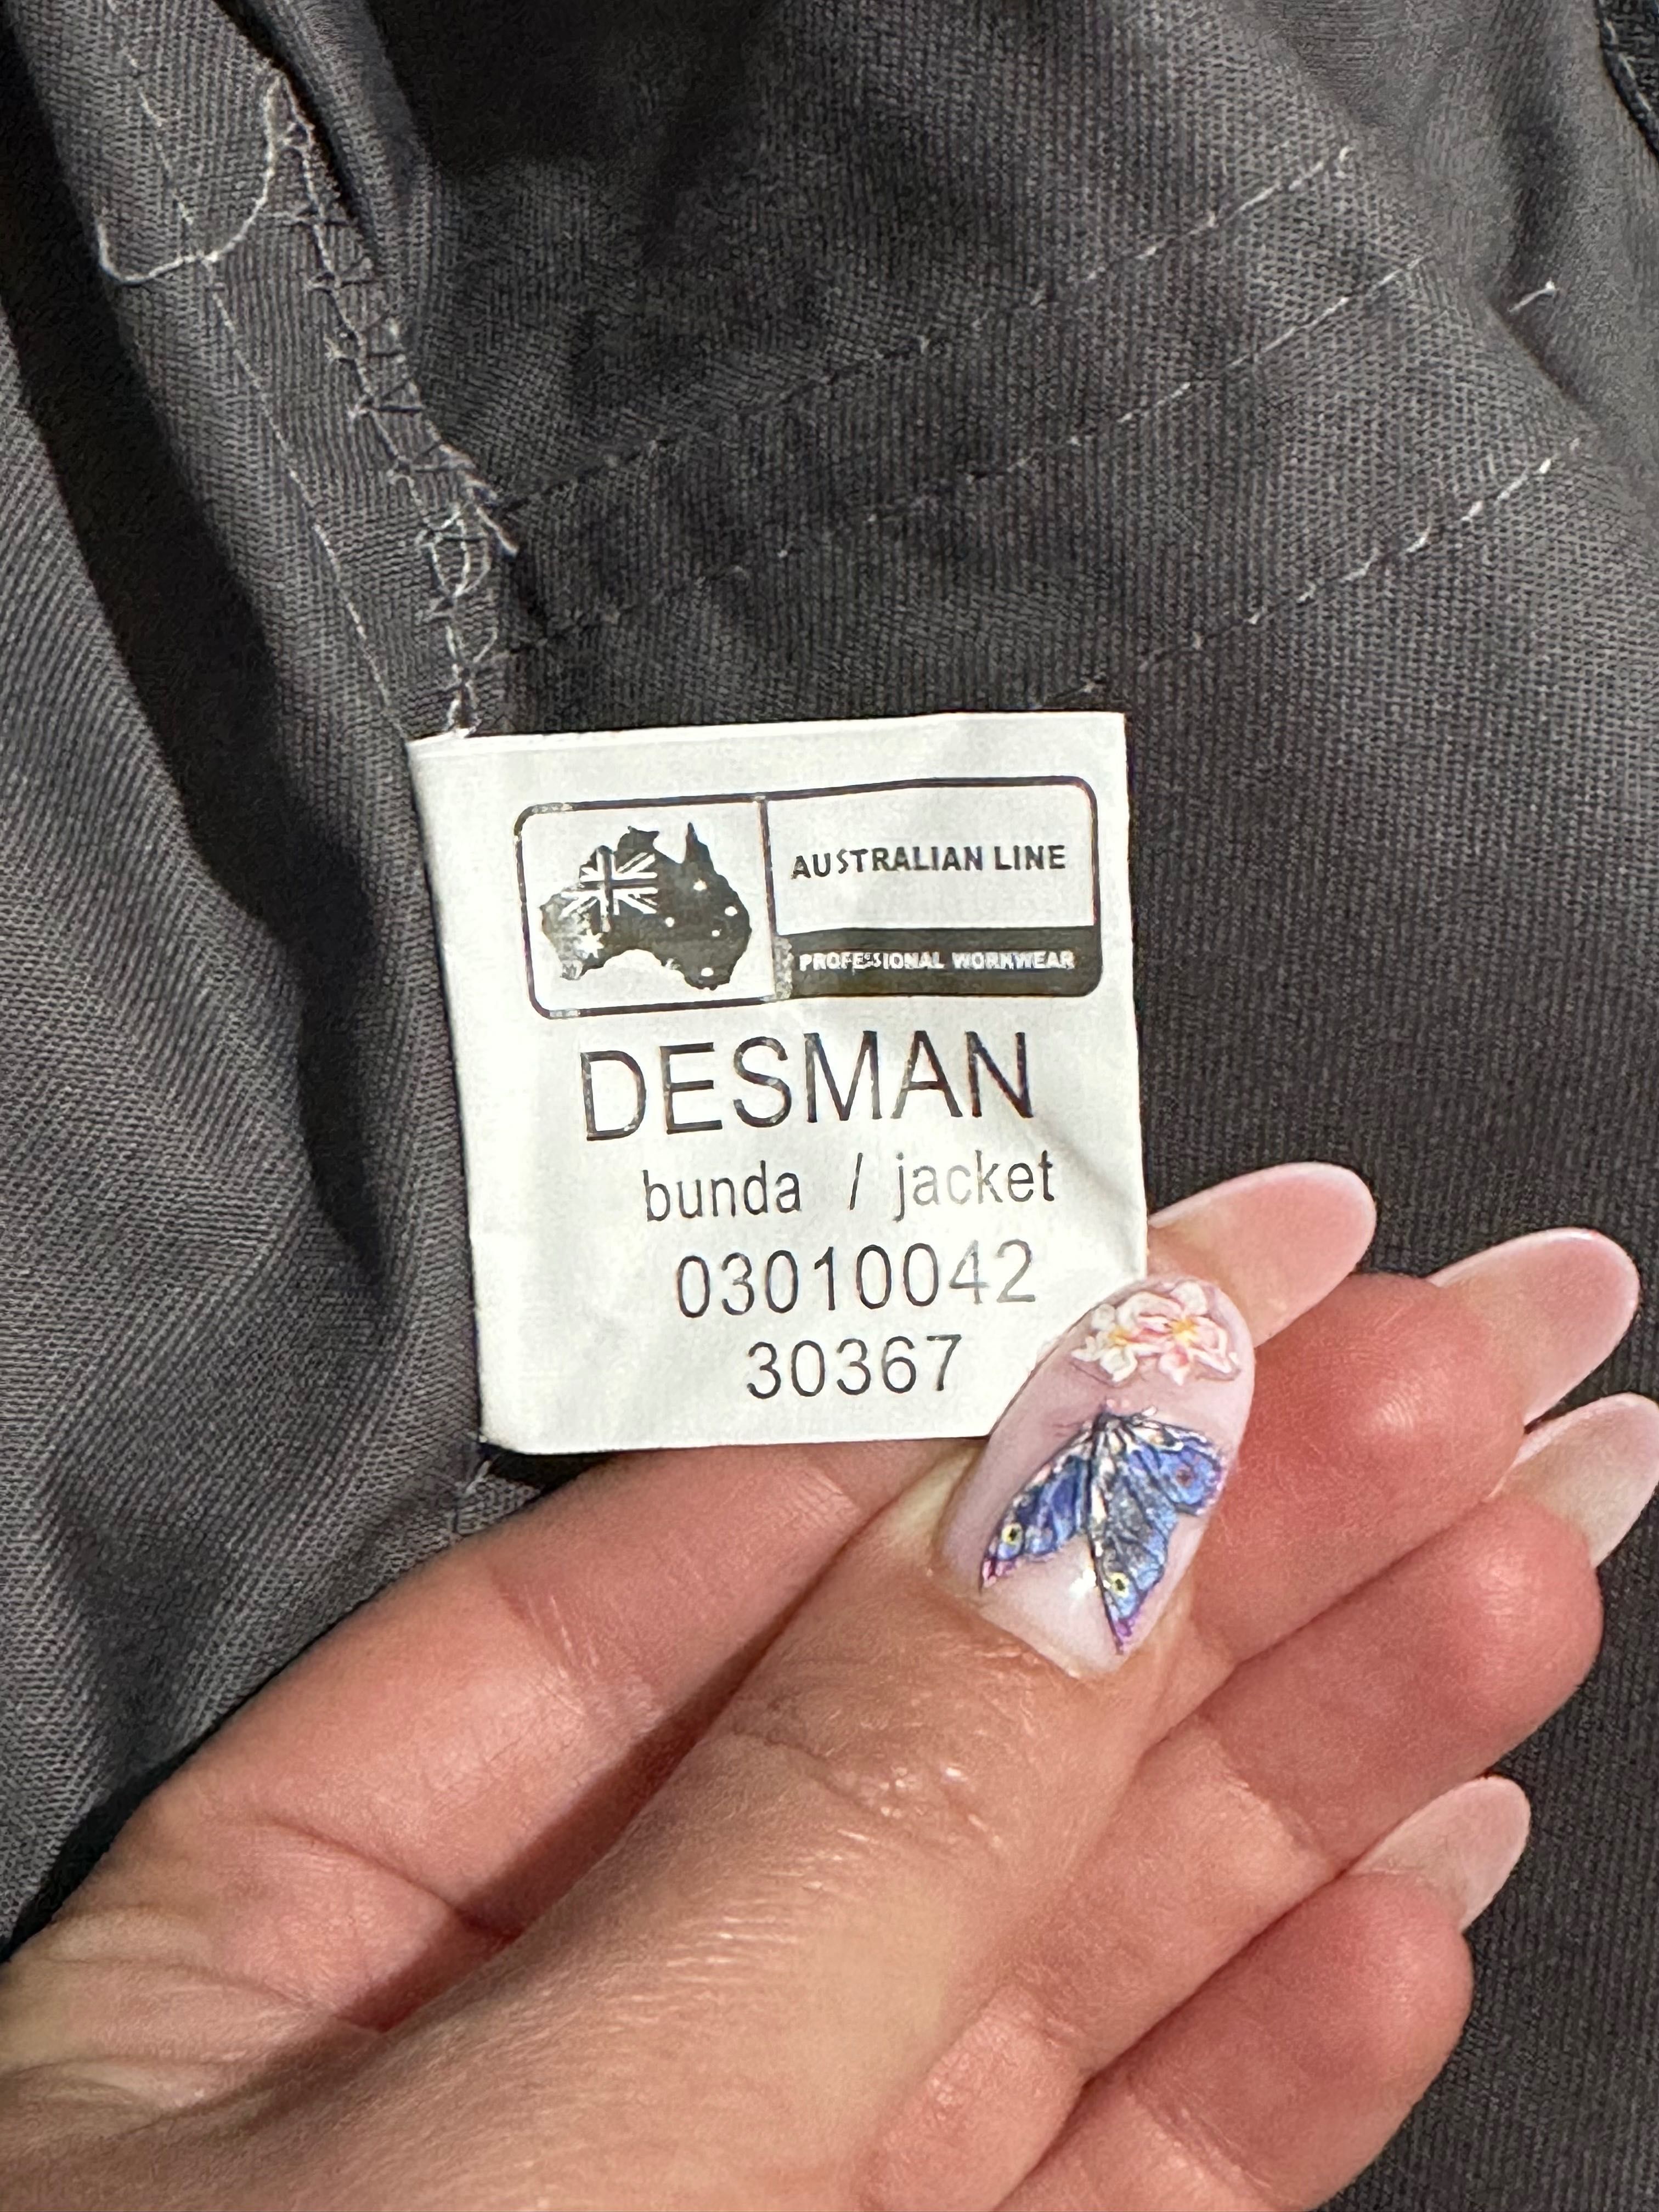 AUSTRALIAN LINE
PROFESSIONAL WORKWEAR
DESMAN
bunda / jacket
03010042
30367